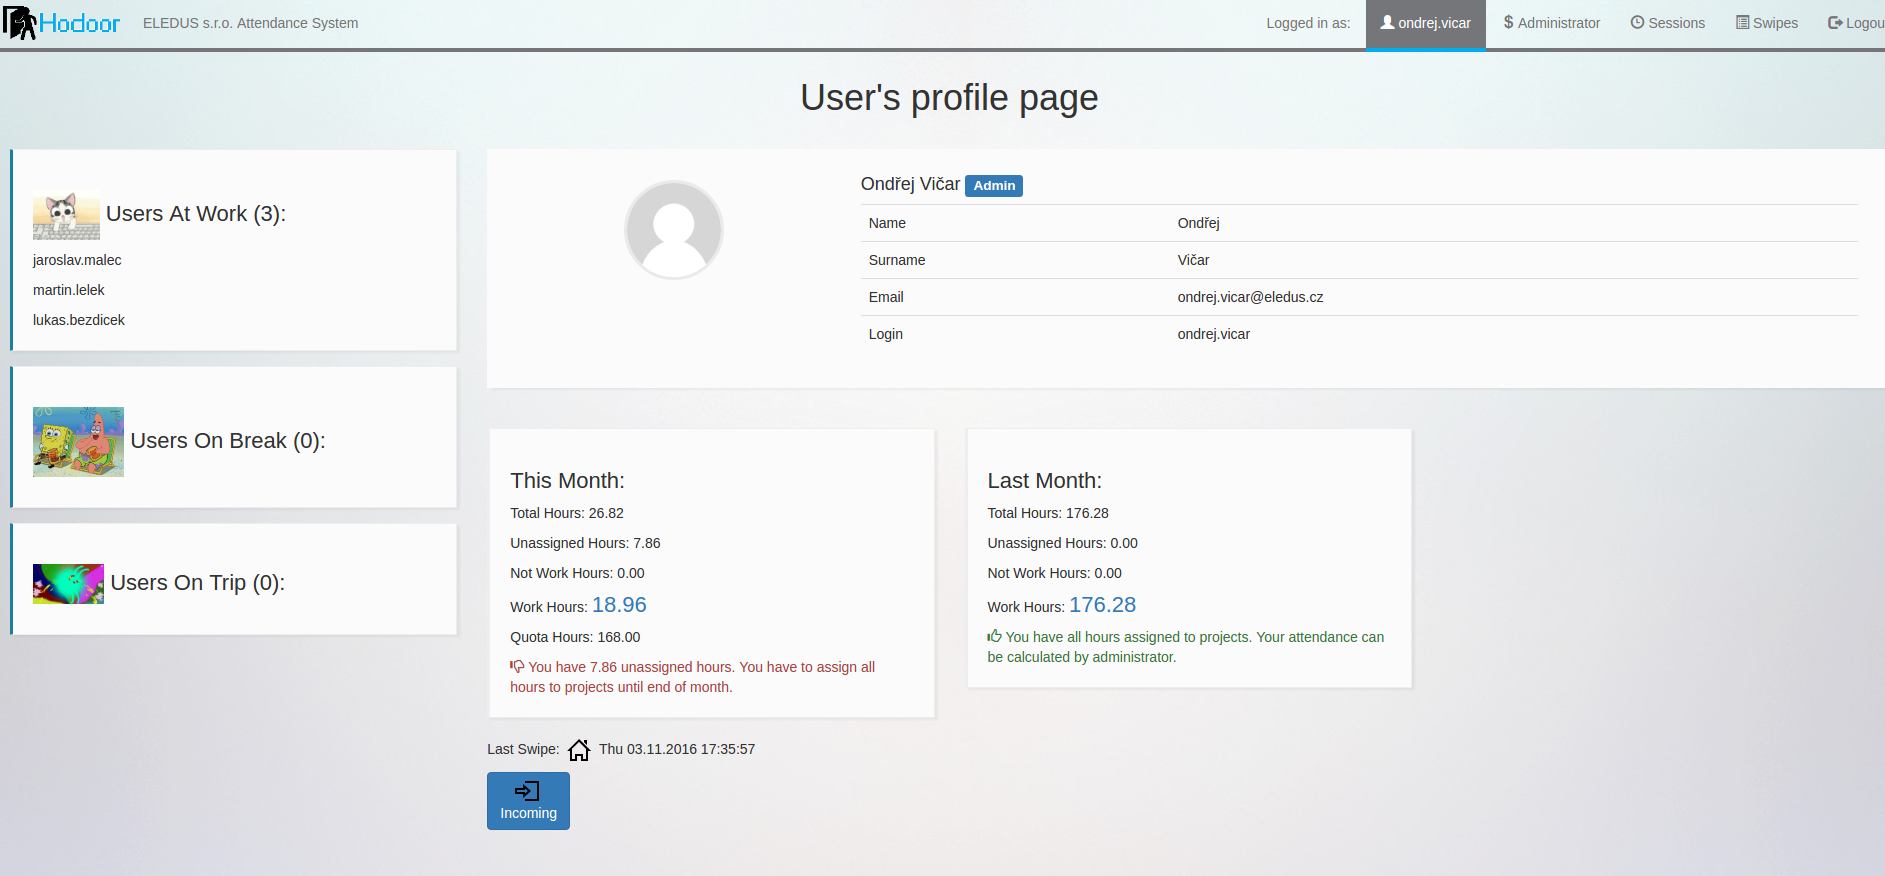 Hodoor ELEDUS s.r.o. Attendance System Logged in as: ondrej.vicar $ Administrator Sessions Swipes Logou
User's profile page
Users At Work (3):
jaroslav.malec
martin.lelek
lukas.bezdicek
Users On Break (0):
Users On Trip (0):
Ondřej Vičar Admin
Name Ondřej
Surname Vičar
Email ondrej.vicar@eledus.cz
Login ondrej.vicar
This Month:
Total Hours: 26.82
Unassigned Hours: 7.86
Not Work Hours: 0.00
Work Hours: 18.96
Quota Hours: 168.00
You have 7.86 unassigned hours. You have to assign all
hours to projects until end of month.
Last Month:
Total Hours: 176.28
Unassigned Hours: 0.00
Not Work Hours: 0.00
Work Hours: 176.28
You have all hours assigned to projects. Your attendance can
be calculated by administrator.
Last Swipe: Thu 03.11.2016 17:35:57
Incoming